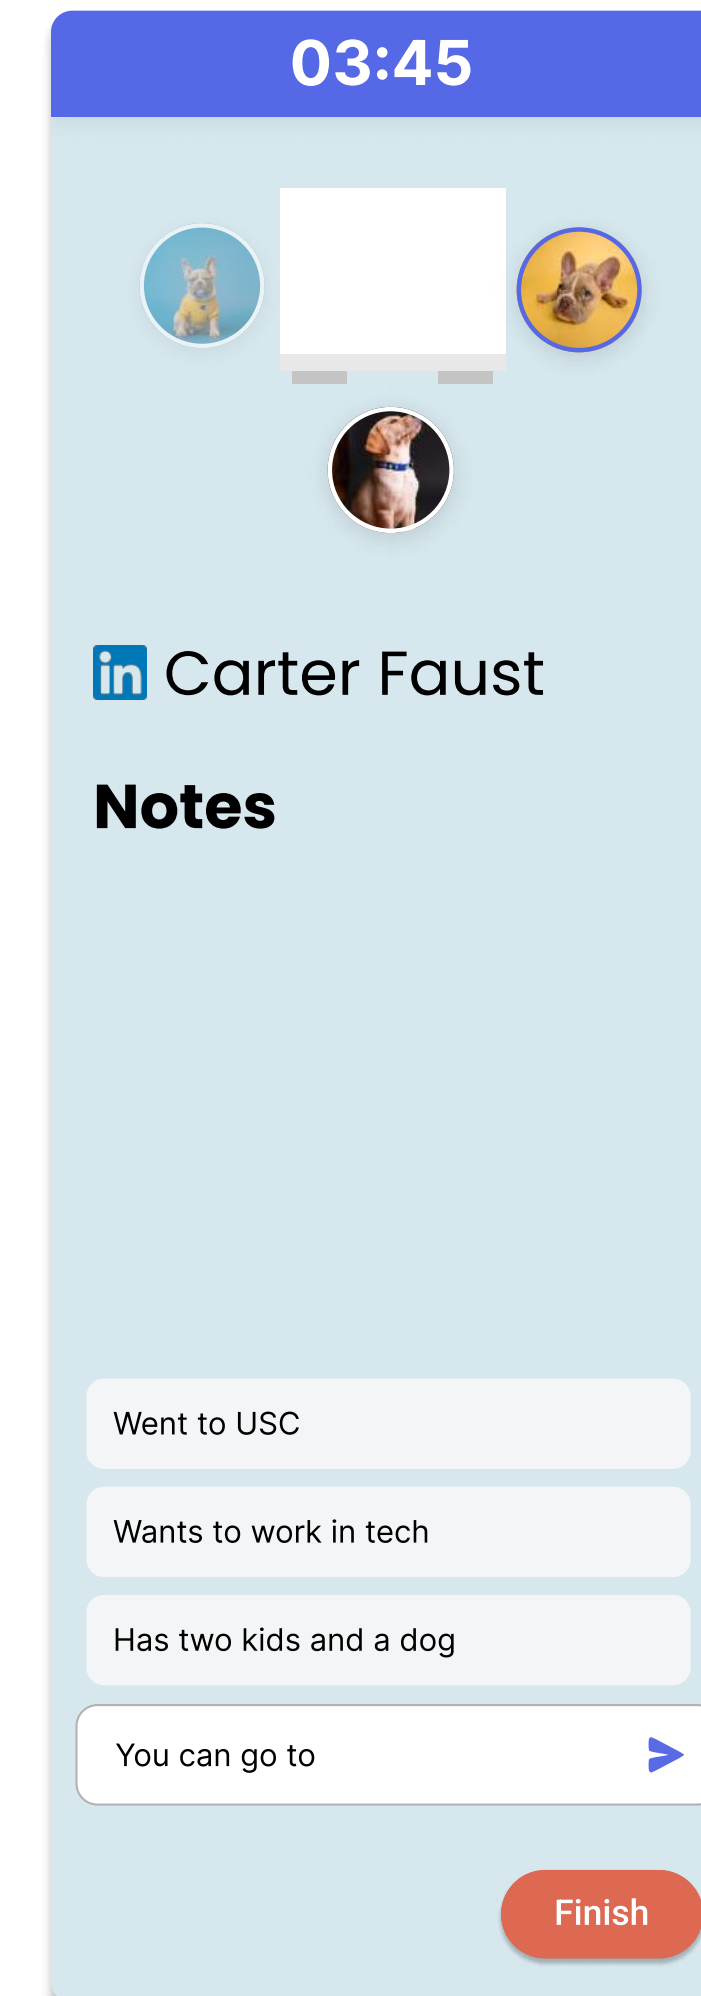 03:45
in Carter Faust
Notes
Went to USC
Wants to work in tech
Has two kids and a dog
You can go to
Finish